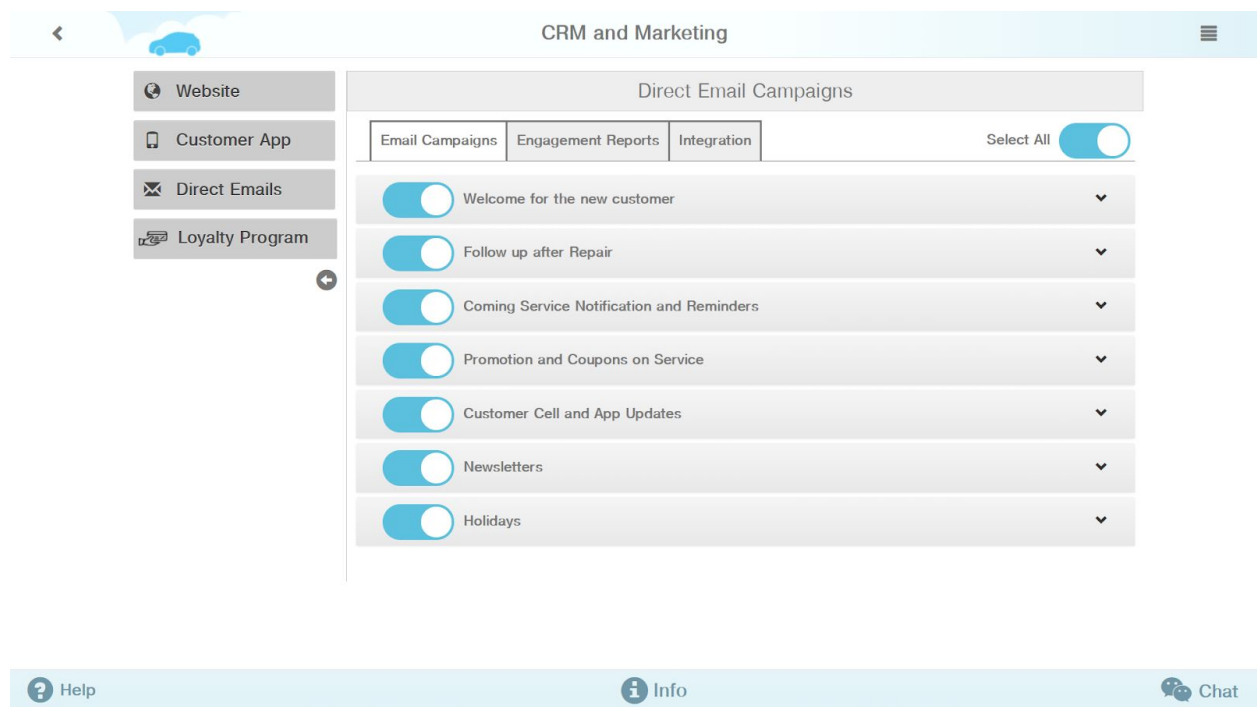 CRM and Marketing
Website
Customer App
Direct Emails
Loyalty Program
Direct Email Campaigns
Email Campaigns
Engagement Reports
Integration
Select All
Welcome for the new customer
Follow up after Repair
Coming Service Notification and Reminders
Promotion and Coupons on Service
Customer Cell and App Updates
Newsletters
Holidays
Help
Info
Chat